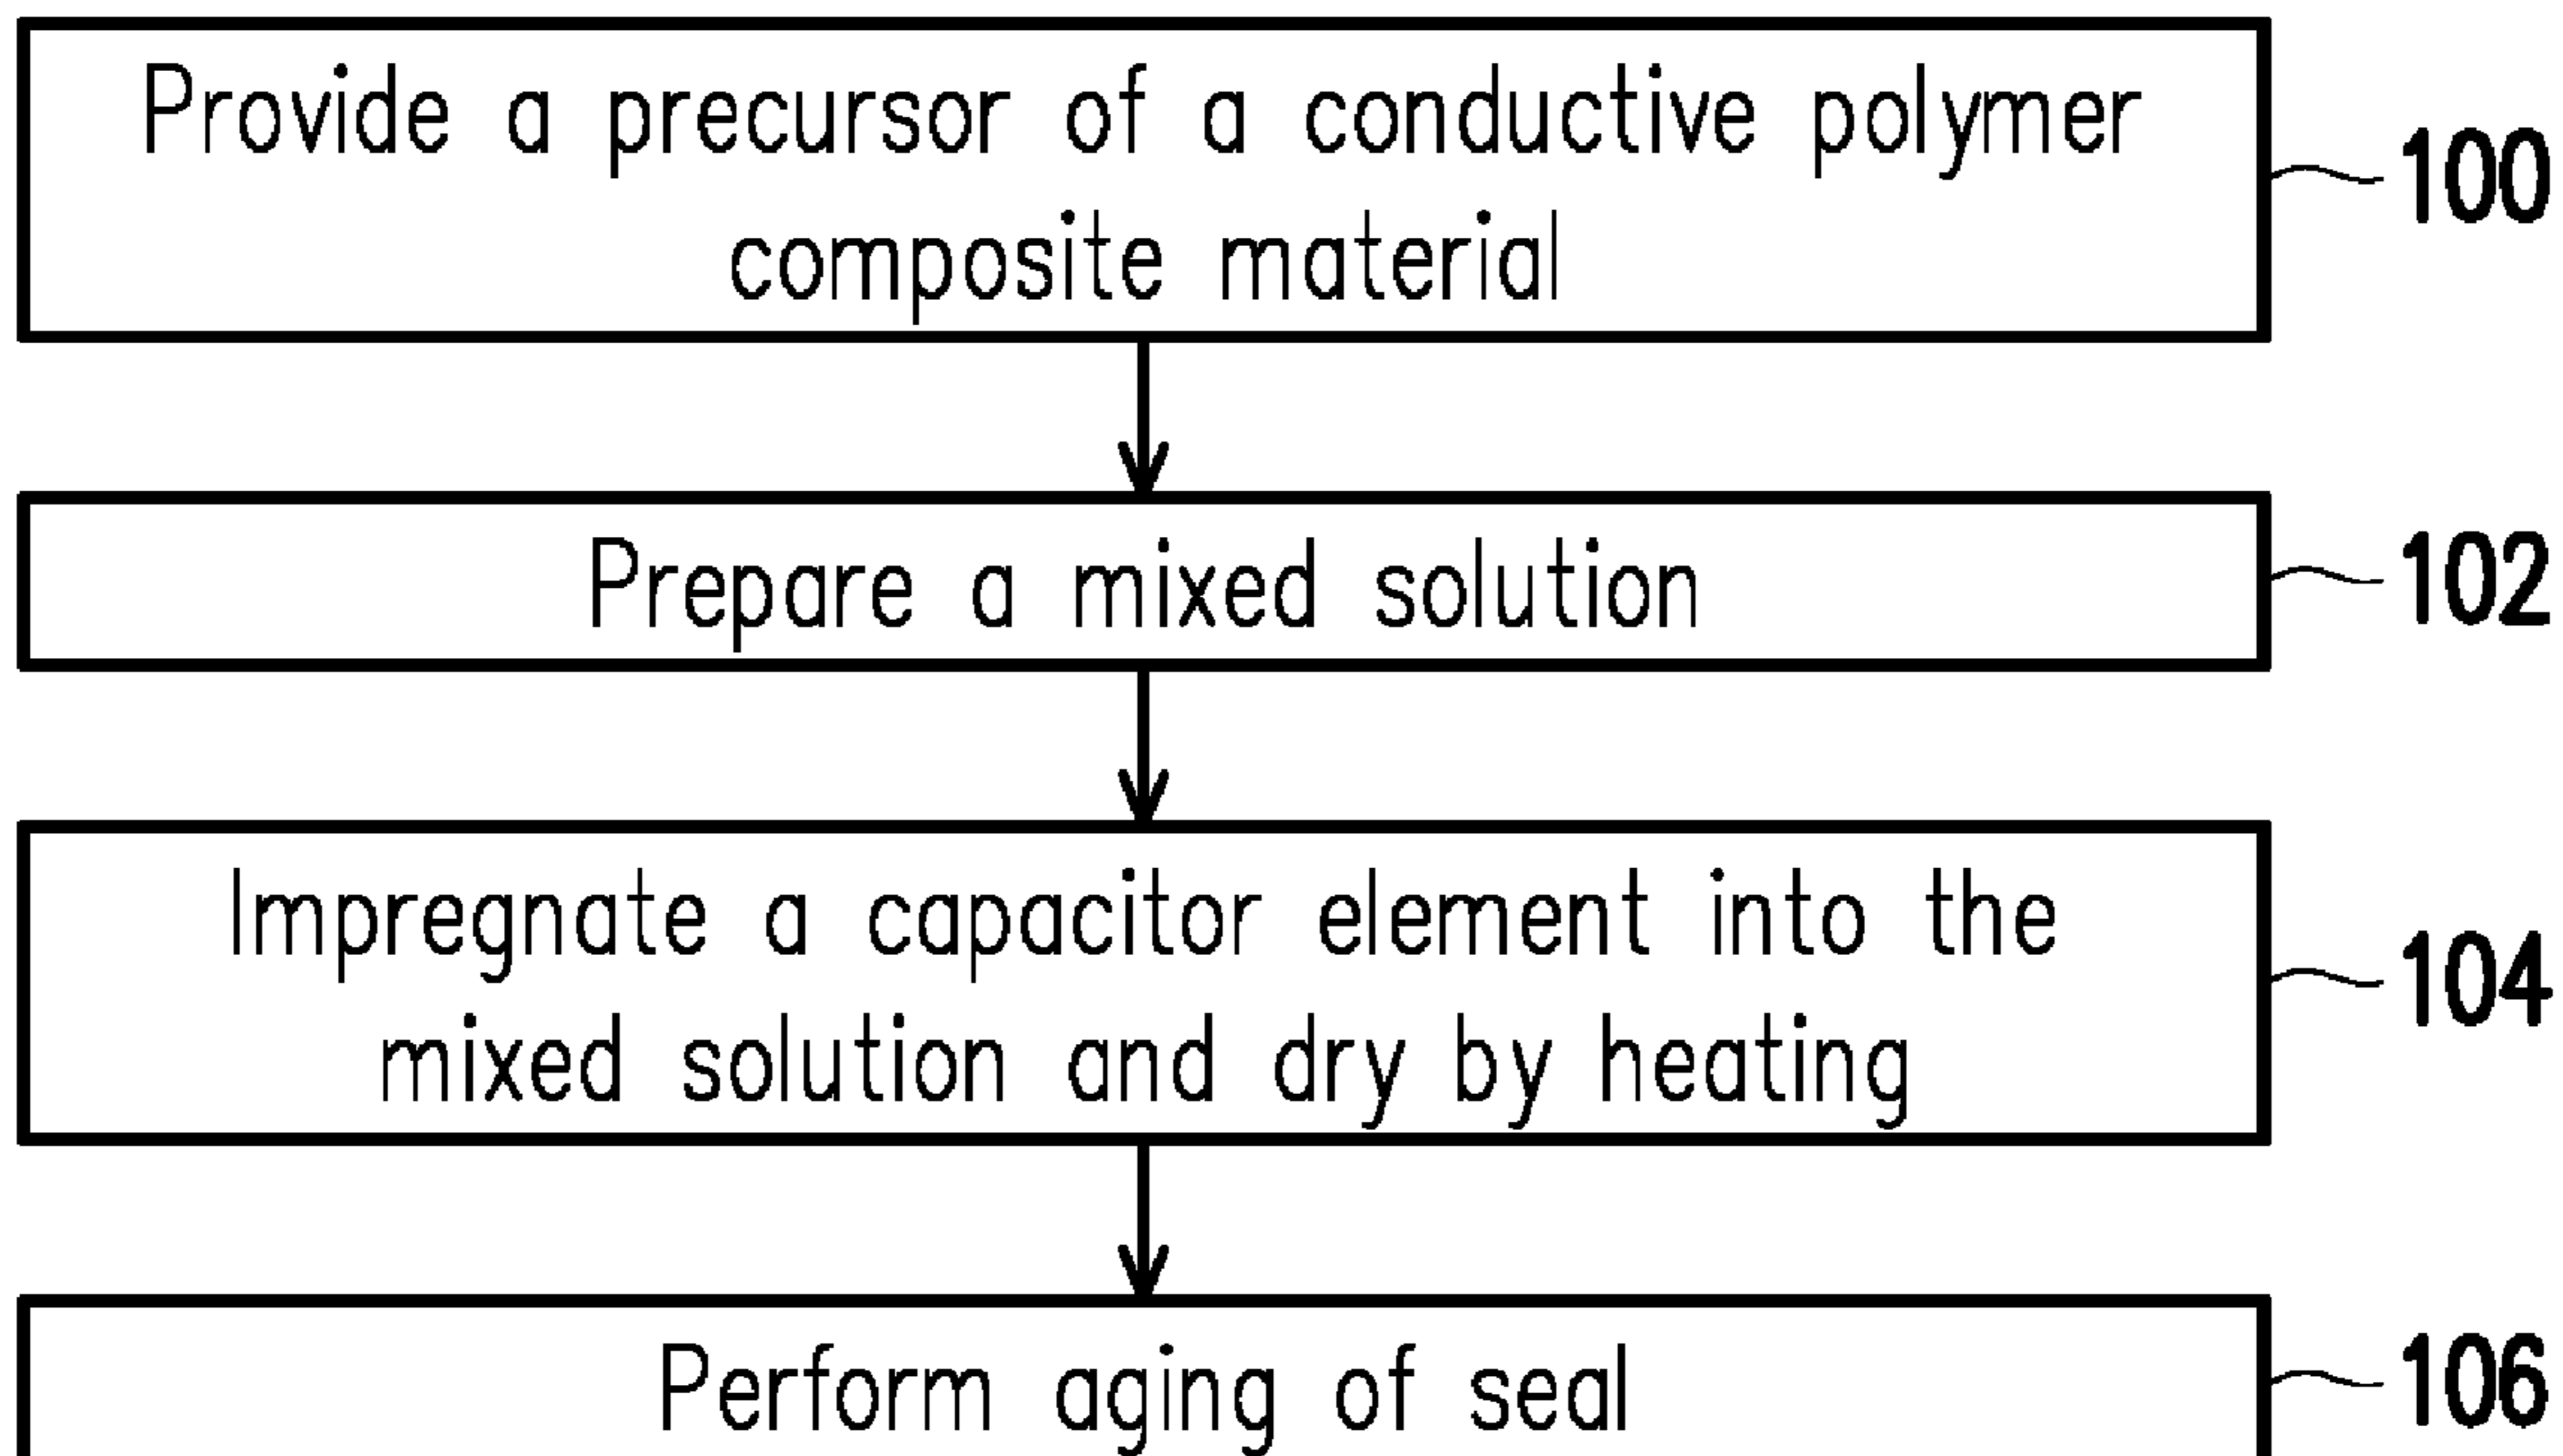 Provide a precursor of a conductive polymer
composite material
100
Prepare a mixed solution
102
Impregnate a capacitor element into the
mixed solution and dry by heating
104
Perform aging of seal
106